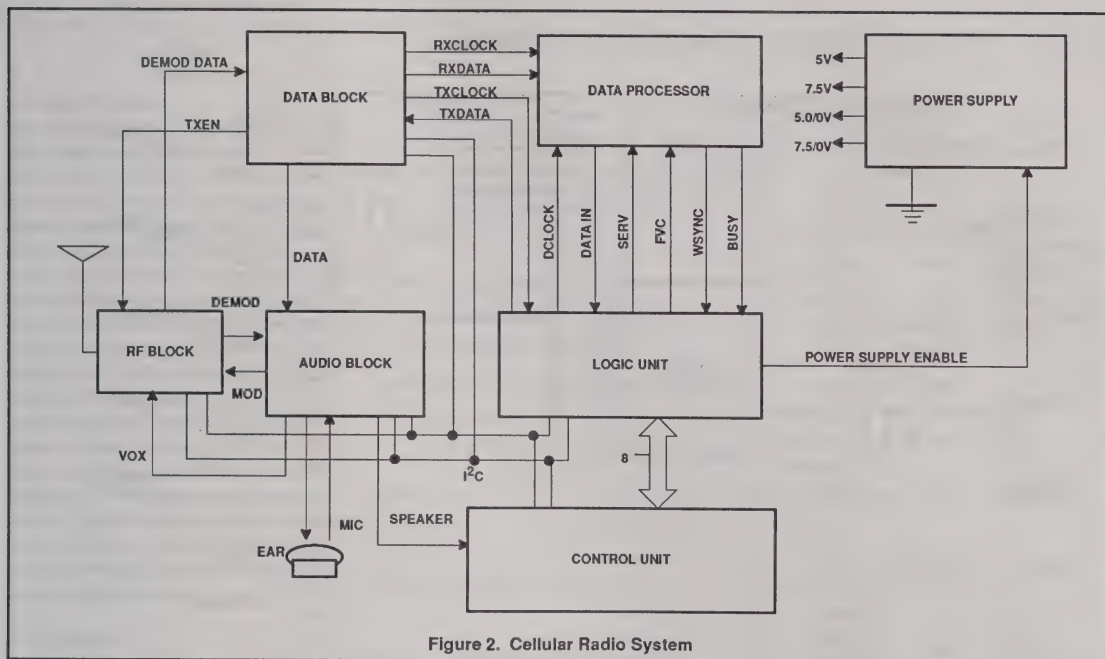 RXCLOCK
DEMOD DATA
RXDATA
5V
DATA BLOCK
TXCLOCK
DATA PROCESSOR
7.5V
POWER SUPPLY
TXEN
TXDATA
5.0/0V
7.5/0V
DCLOCK
DATA IN
SERV
FVC
WSYNC
BUSY
DATA
DEMOD
RF BLOCK
AUDIO BLOCK
LOGIC UNIT
POWER SUPPLY ENABLE
MOD
VOX
I²C
8
MIC
SPEAKER
EAR
CONTROL UNIT
Figure 2. Cellular Radio System